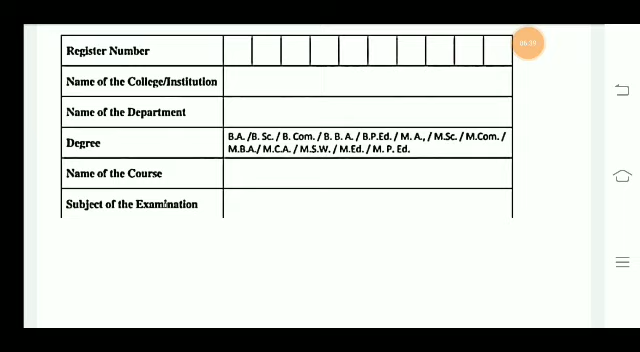 Register Number
Name of the College/Institution
Name of the Department
Degree
B.A. /B. Sc. / B. Com. / B. B. A. / B.P.Ed. / M. A., / M.Sc. / M.Com. /
M.B.A./ M.C.A. / M.S.W. / M.Ed. / M. P. Ed.
Name of the Course
Subject of the Examination